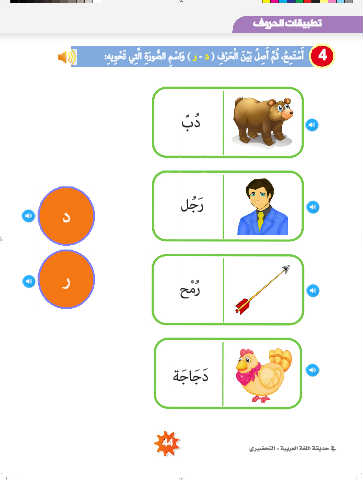 تطبيقات الحروف
4 أَسْتَمِعُ، ثُمَّ أَصِلُ بَيْنَ الْحَرْفِ ( د - ر ) وَاسْمِ الصُّورَةِ الَّتِي تَحْوِيهِ:
دُبّ
رَجُل
د
رُمْح
ر
دَجَاجَة
44
في حديقة اللغة العربية - التحضيري